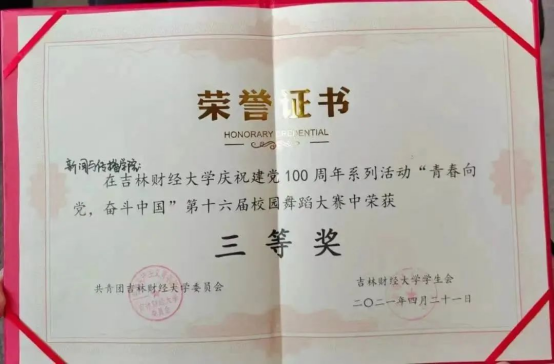 荣誉证书
HONORARY CREDENTIAL
新闻与传播学院:
在吉林财经大学庆祝建党100周年系列活动“青春向
党，奋斗中国”第十六届校园舞蹈大赛中荣获
三等奖
共青团吉林财经大学委员会
吉林财经大学学生会
二〇二一年四月二十一日